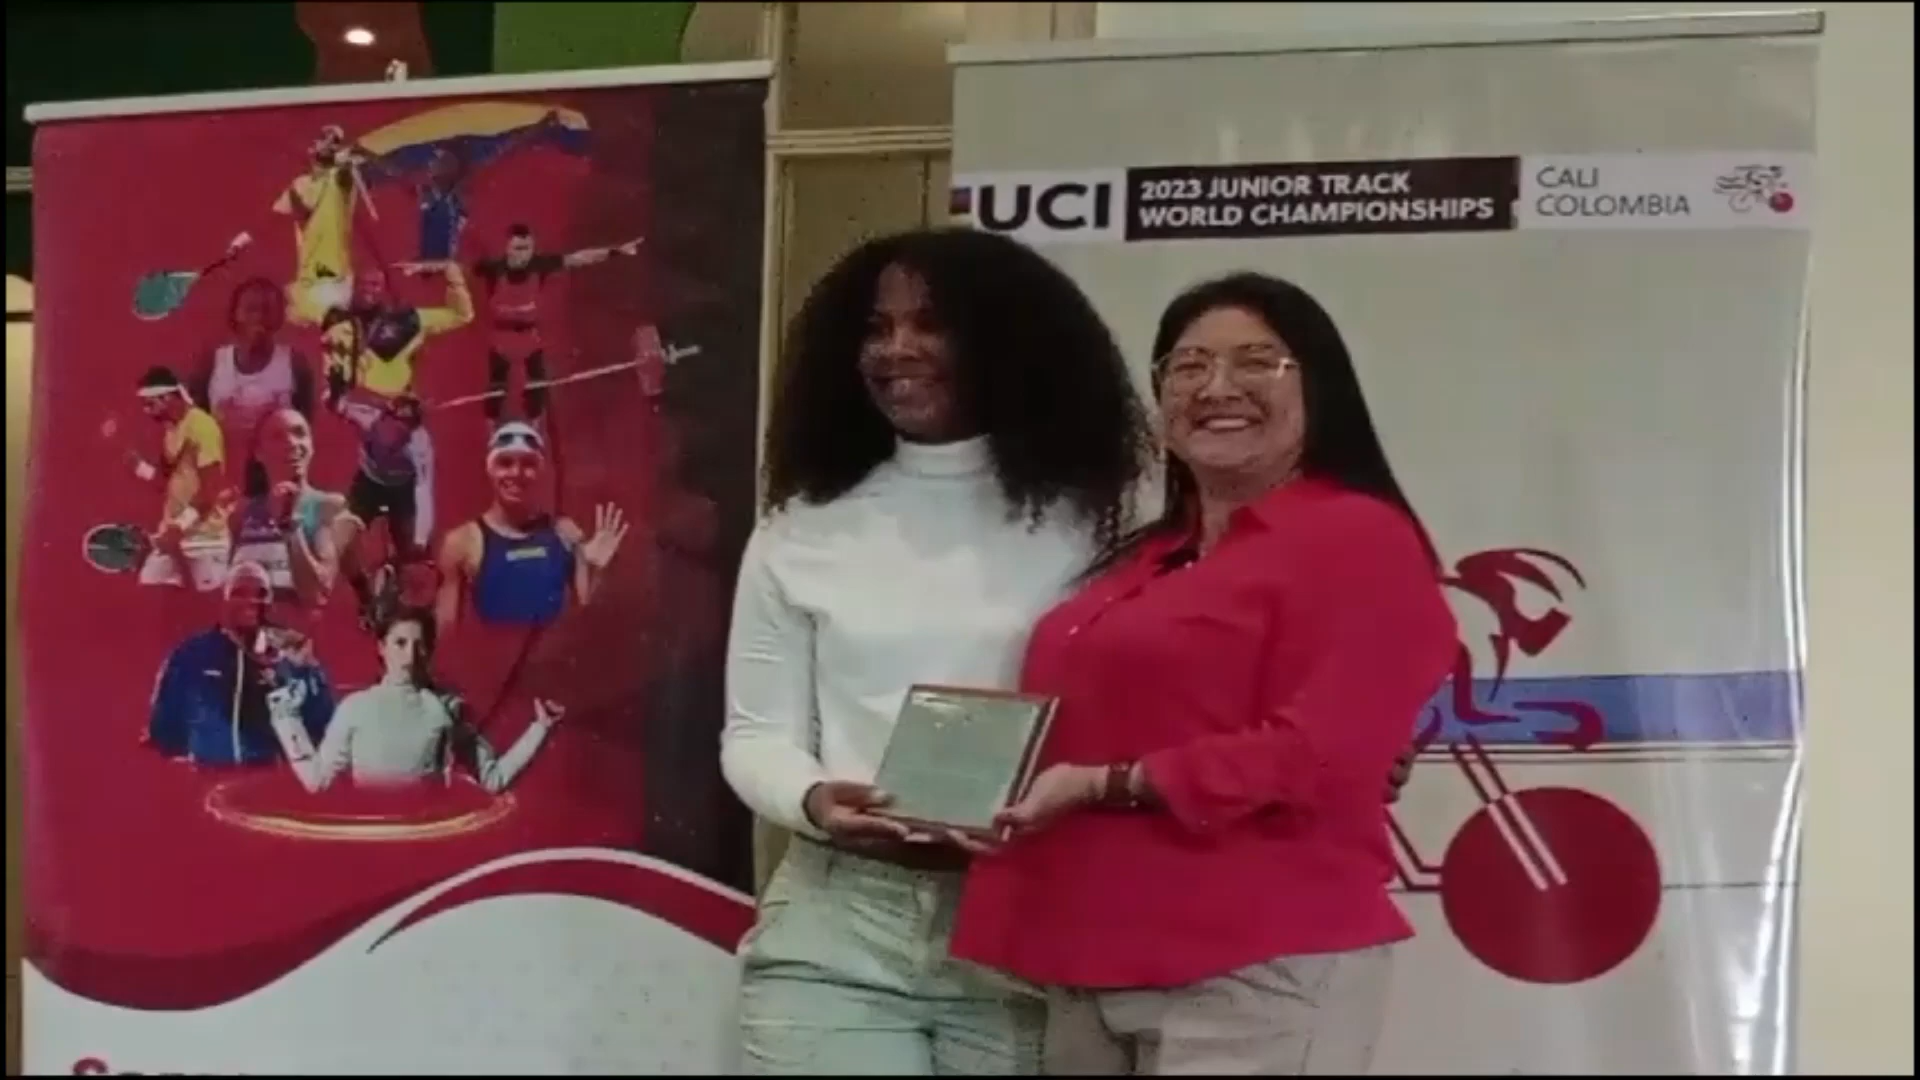 UCI
2023 JUNIOR TRACK
WORLD CHAMPIONSHIPS
CALI
COLOMBIA